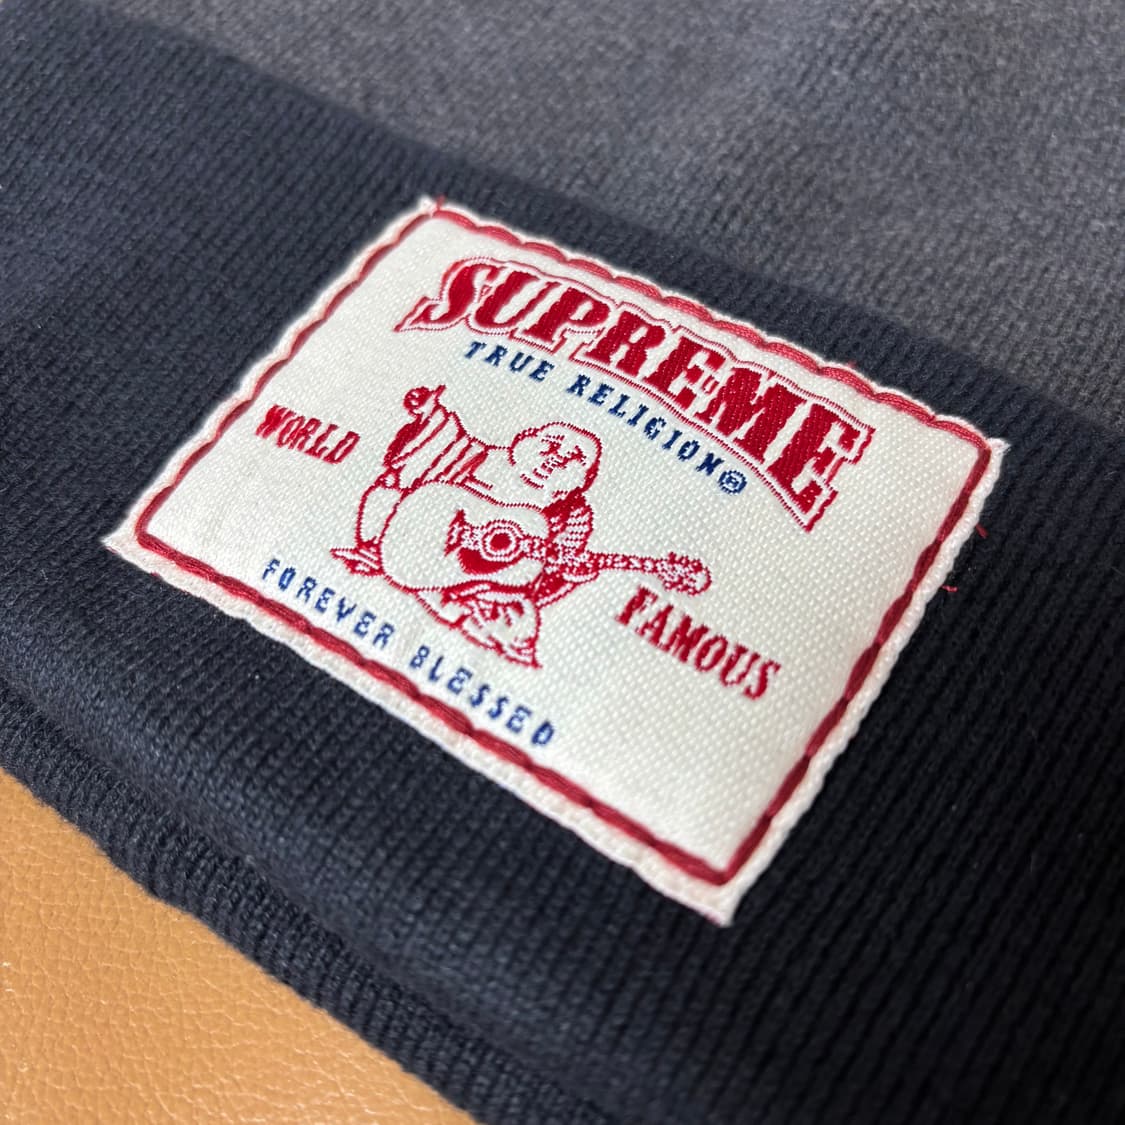 SUPREME
TRUE RELIGION®
WORLD
FAMOUS
FOREVER BLESSED